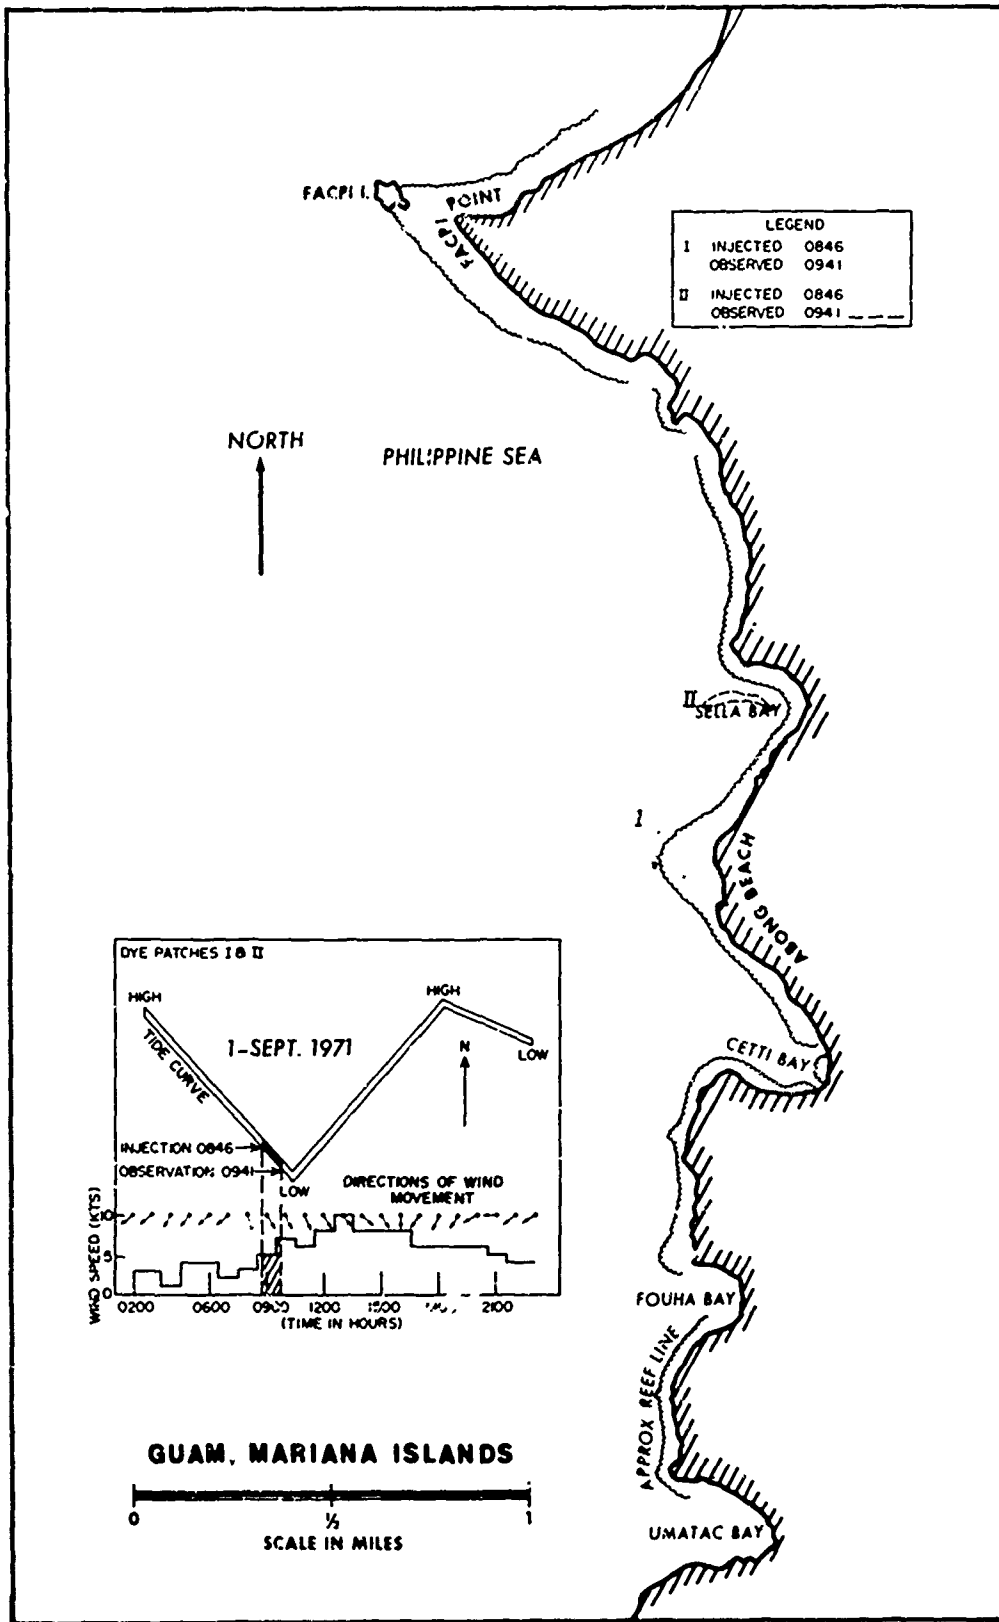 FACPI I.
FACPI POINT
LEGEND
I INJECTED 0846
OBSERVED 0941
II INJECTED 0846
OBSERVED 0941
NORTH
PHILIPPINE SEA
II
SELLA BAY
I
ABONG BEACH
CETTI BAY
FOUHA BAY
APPROX REEF LINE
UMATAC BAY
DYE PATCHES I & II
HIGH
HIGH
TIDE CURVE
1-SEPT. 1971
N
LOW
INJECTION 0846
OBSERVATION 0941
LOW
DIRECTIONS OF WIND
MOVEMENT
WIND SPEED (KTS)
10
5
0
0200 0600 0900 1200 1500 2100
(TIME IN HOURS)
GUAM, MARIANA ISLANDS
0 ½ 1
SCALE IN MILES